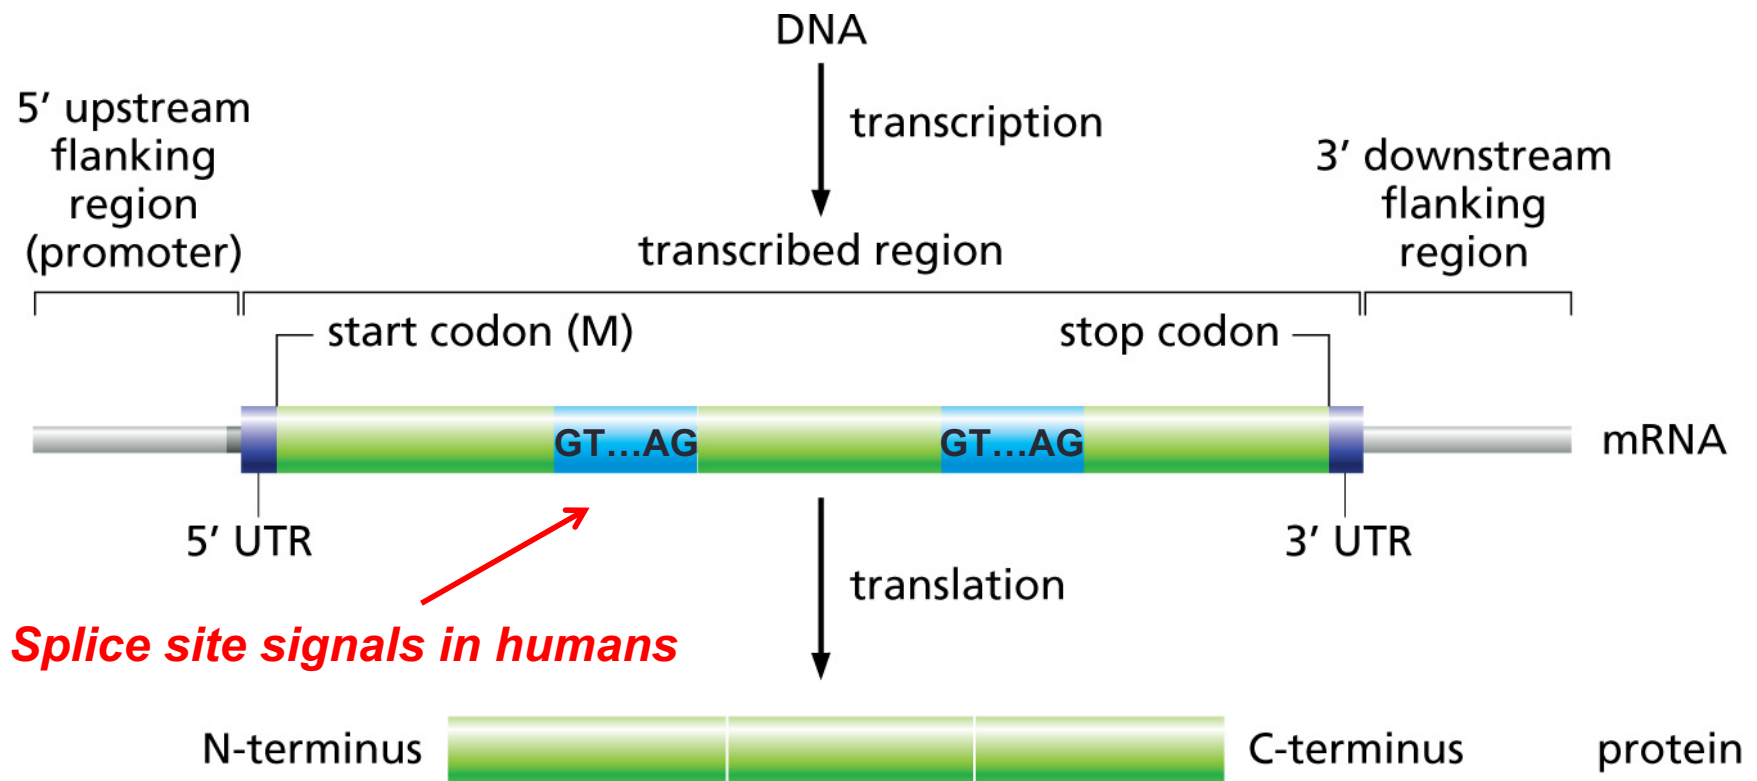 DNA
transcription
5’ upstream
flanking
region
(promoter)
transcribed region
3’ downstream
flanking
region
start codon (M)
stop codon
GT...AG
GT...AG
mRNA
5’ UTR
3’ UTR
translation
Splice site signals in humans
N-terminus
C-terminus
protein